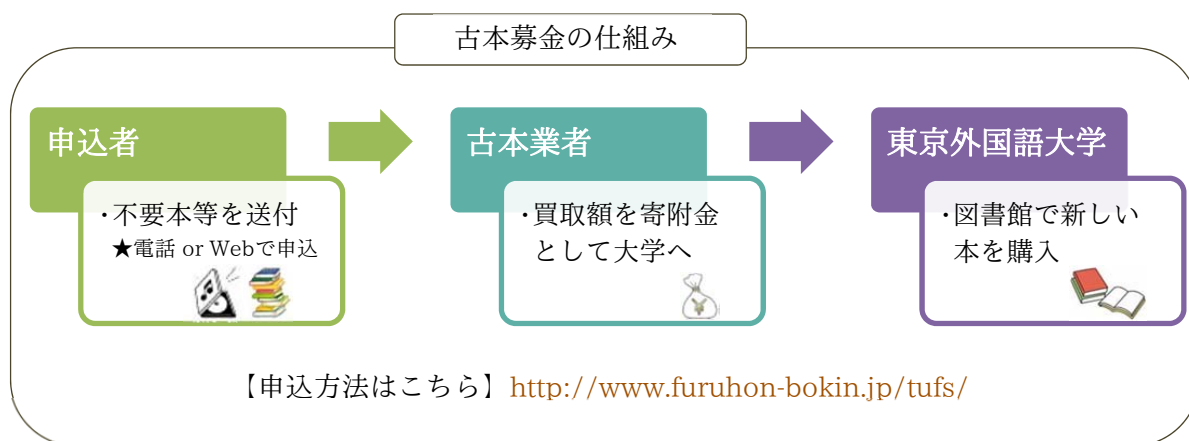 古本募金の仕組み
申込者
・不要本等を送付
★電話 or Webで申込
古本業者
・買取額を寄附金
として大学へ
東京外国語大学
・図書館で新しい
本を購入
【申込方法はこちら】http://www.furuhon-bokin.jp/tufs/